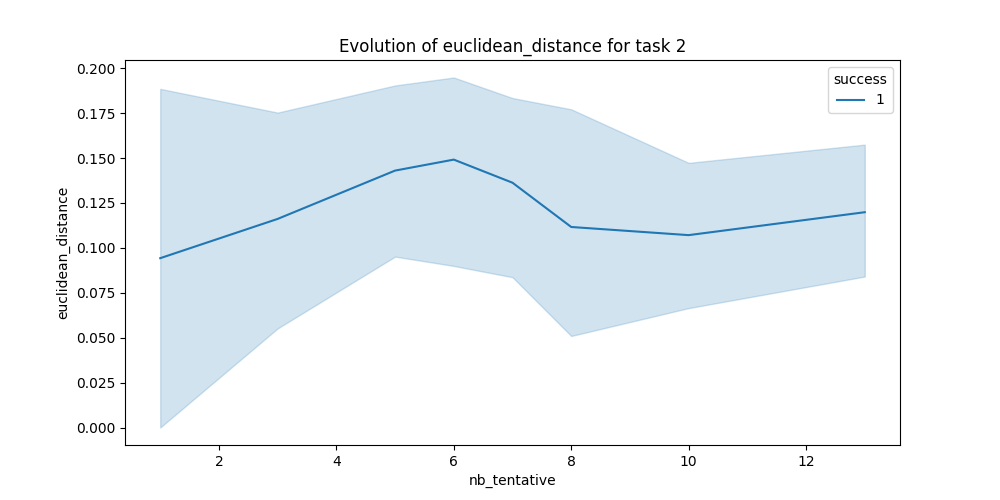 Evolution of euclidean_distance for task 2
success
1
0.200
0.175
0.150
0.125
0.100
0.075
0.050
0.025
0.000
euclidean_distance
2 4 6 8 10 12
nb_tentative